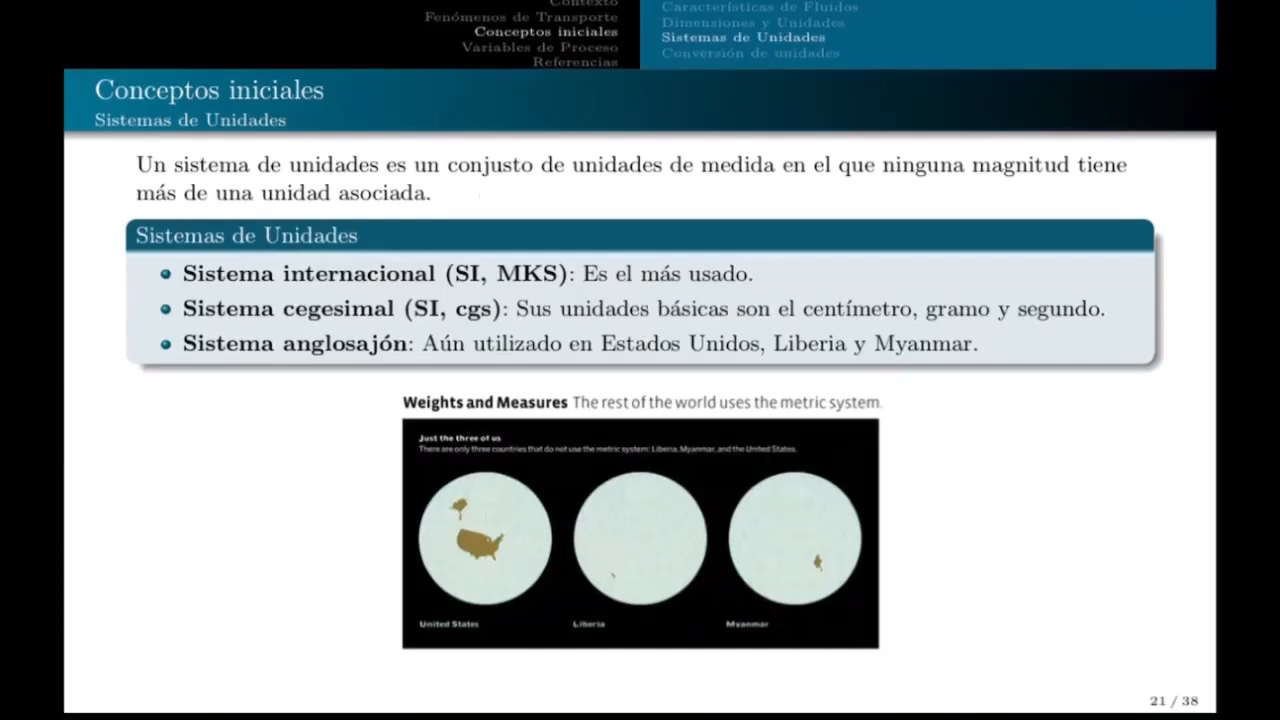 Contexto
Fenómenos de Transporte
Conceptos iniciales
Variables de Proceso
Referencias
Características de Fluidos
Dimensiones y Unidades
Sistemas de Unidades
Conversión de unidades
Conceptos iniciales
Sistemas de Unidades
Un sistema de unidades es un conjusto de unidades de medida en el que ninguna magnitud tiene
más de una unidad asociada.
Sistemas de Unidades
Sistema internacional (SI, MKS): Es el más usado.
Sistema cegesimal (SI, cgs): Sus unidades básicas son el centímetro, gramo y segundo.
Sistema anglosajón: Aún utilizado en Estados Unidos, Liberia y Myanmar.
Weights and Measures The rest of the world uses the metric system.
Just the three of us
There are only three countries that do not use the metric system: Liberia, Myanmar, and the United States.
United States
Liberia
Myanmar
21 / 38